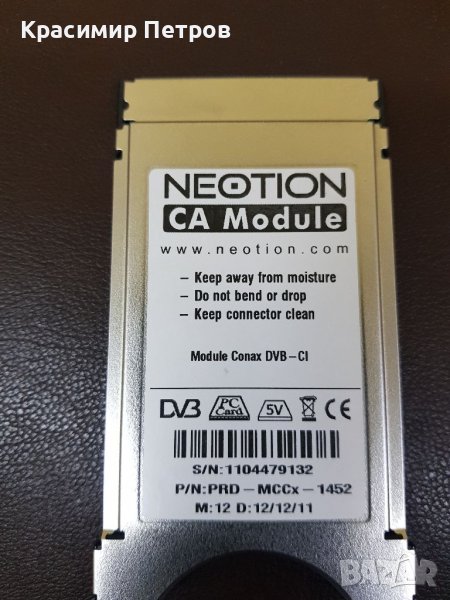 Красимир Петров
NEOTION
CA Module
www.neotion.com
– Keep away from moisture
– Do not bend or drop
– Keep connector clean
Module Conax DVB–CI
DVB PC Card 5V CE
S/N:1104479132
P/N:PRD–MCCx–1452
M:12 D:12/12/11
BAZAR